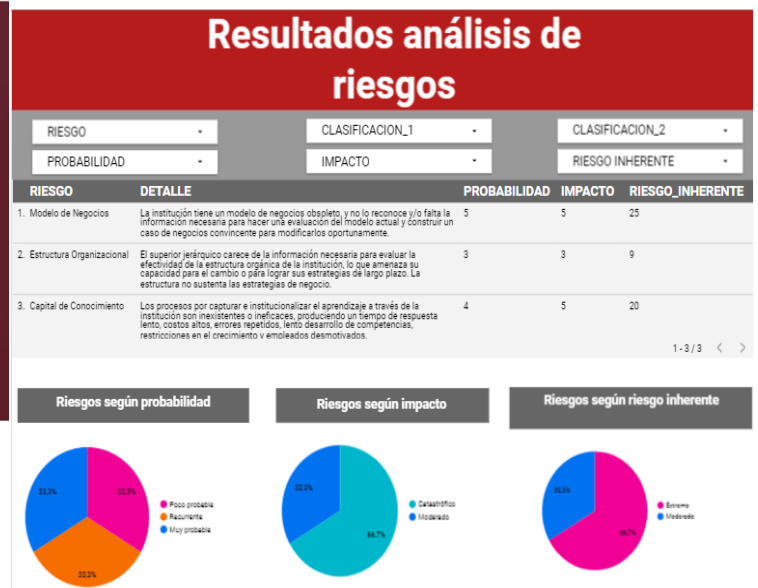 Resultados análisis de
riesgos
RIESGO
CLASIFICACION_1
CLASIFICACION_2
PROBABILIDAD
IMPACTO
RIESGO INHERENTE
RIESGO DETALLE PROBABILIDAD IMPACTO RIESGO_INHERENTE
1. Modelo de Negocios La institución tiene un modelo de negocios obsoleto, y no lo reconoce y/o falta la 5 5 25
información necesaria para hacer una evaluación del modelo actual y construir un
caso de negocios convincente para modificarlos oportunamente.
2. Estructura Organizacional El superior jerárquico carece de la información necesaria para evaluar la 3 3 9
efectividad de la estructura orgánica de la institución, lo que amenaza su
capacidad para el cambio o para lograr sus estrategias de largo plazo. La
estructura no sustenta las estrategias de negocio.
3. Capital de Conocimiento Los procesos por capturar e institucionalizar el aprendizaje a través de la 4 5 20
institución son inexistentes o ineficaces, produciendo un tiempo de respuesta
lento, costos altos, errores repetidos, lento desarrollo de competencias,
restricciones en el crecimiento y empleados desmotivados.
1 - 3 / 3 < >
Riesgos según probabilidad
Riesgos según impacto
Riesgos según riesgo inherente
33,3%
33,3%
33,3%
Poco probable
Recurrente
Muy probable
33,3%
66,7%
Catastrófico
Moderado
33,3%
66,7%
Extremo
Moderado